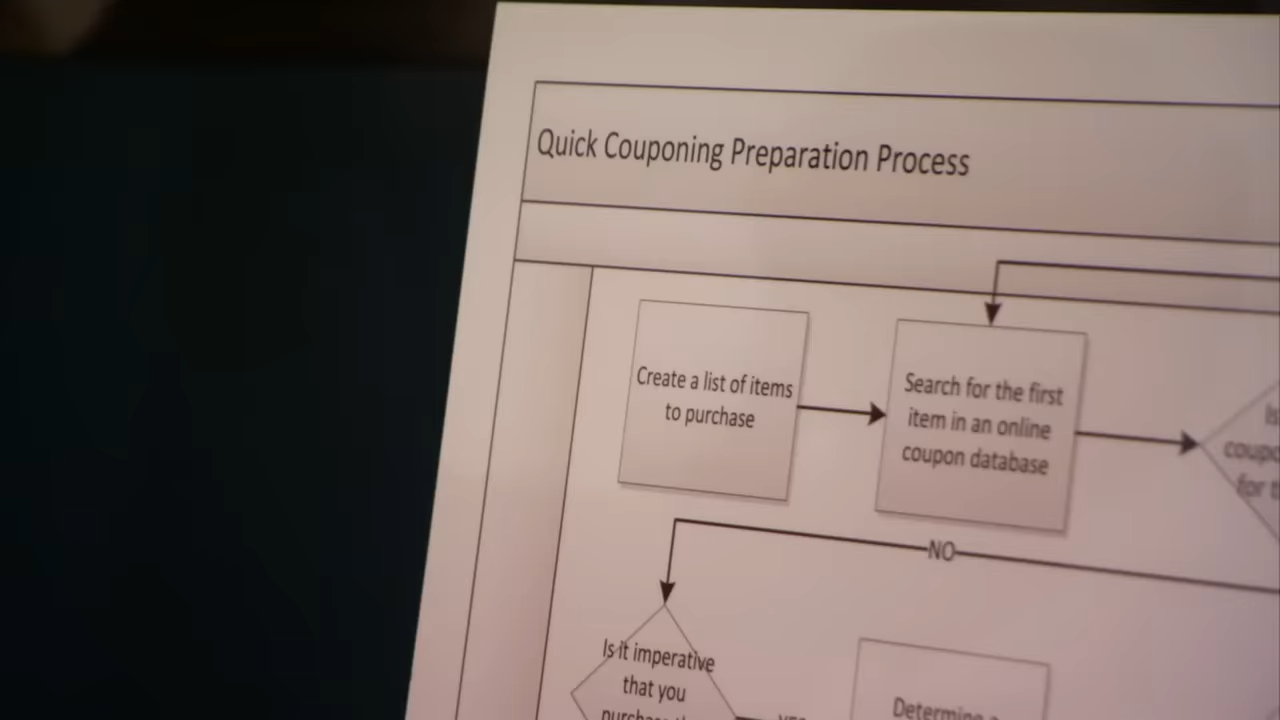 Quick Couponing Preparation Process
Create a list of items
to purchase
Search for the first
item in an online
coupon database
NO
Is it imperative
that you
Determine